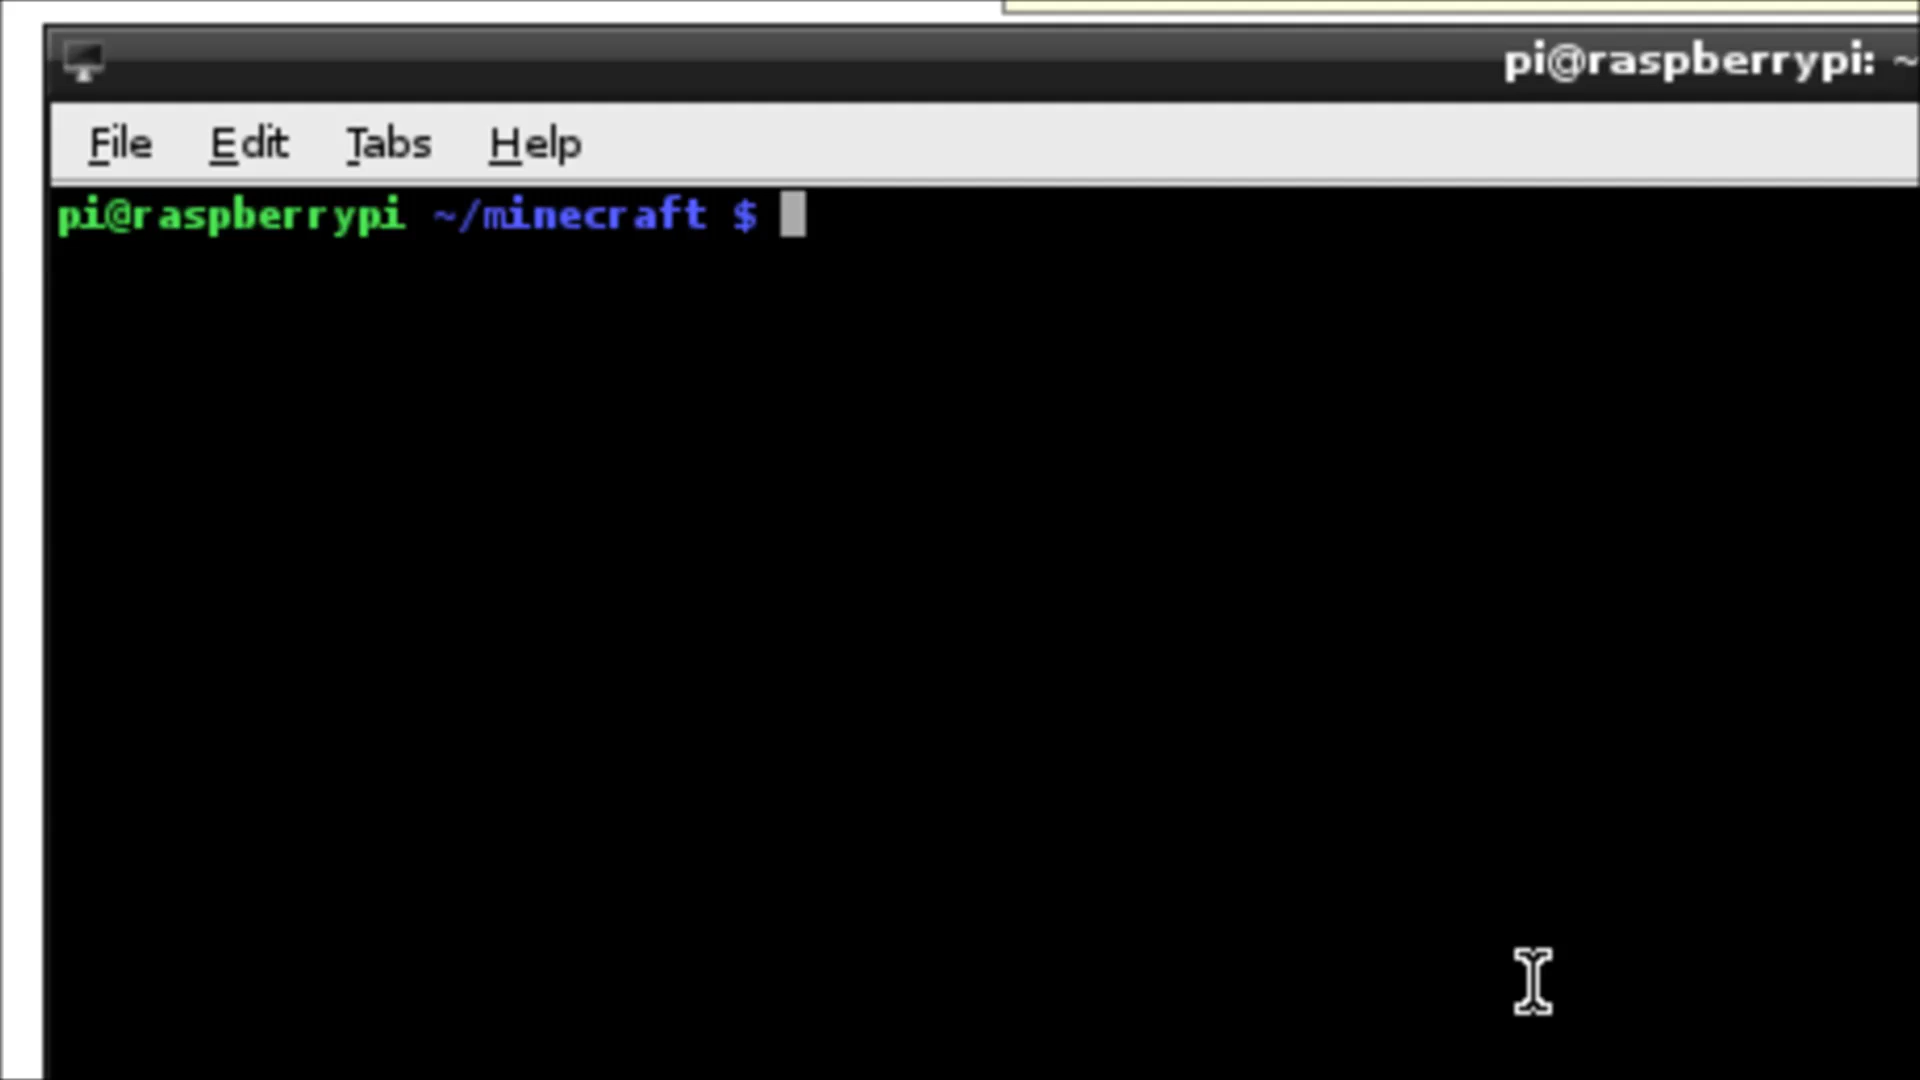 pi@raspberrypi: ~
File Edit Tabs Help
pi@raspberrypi ~/minecraft $